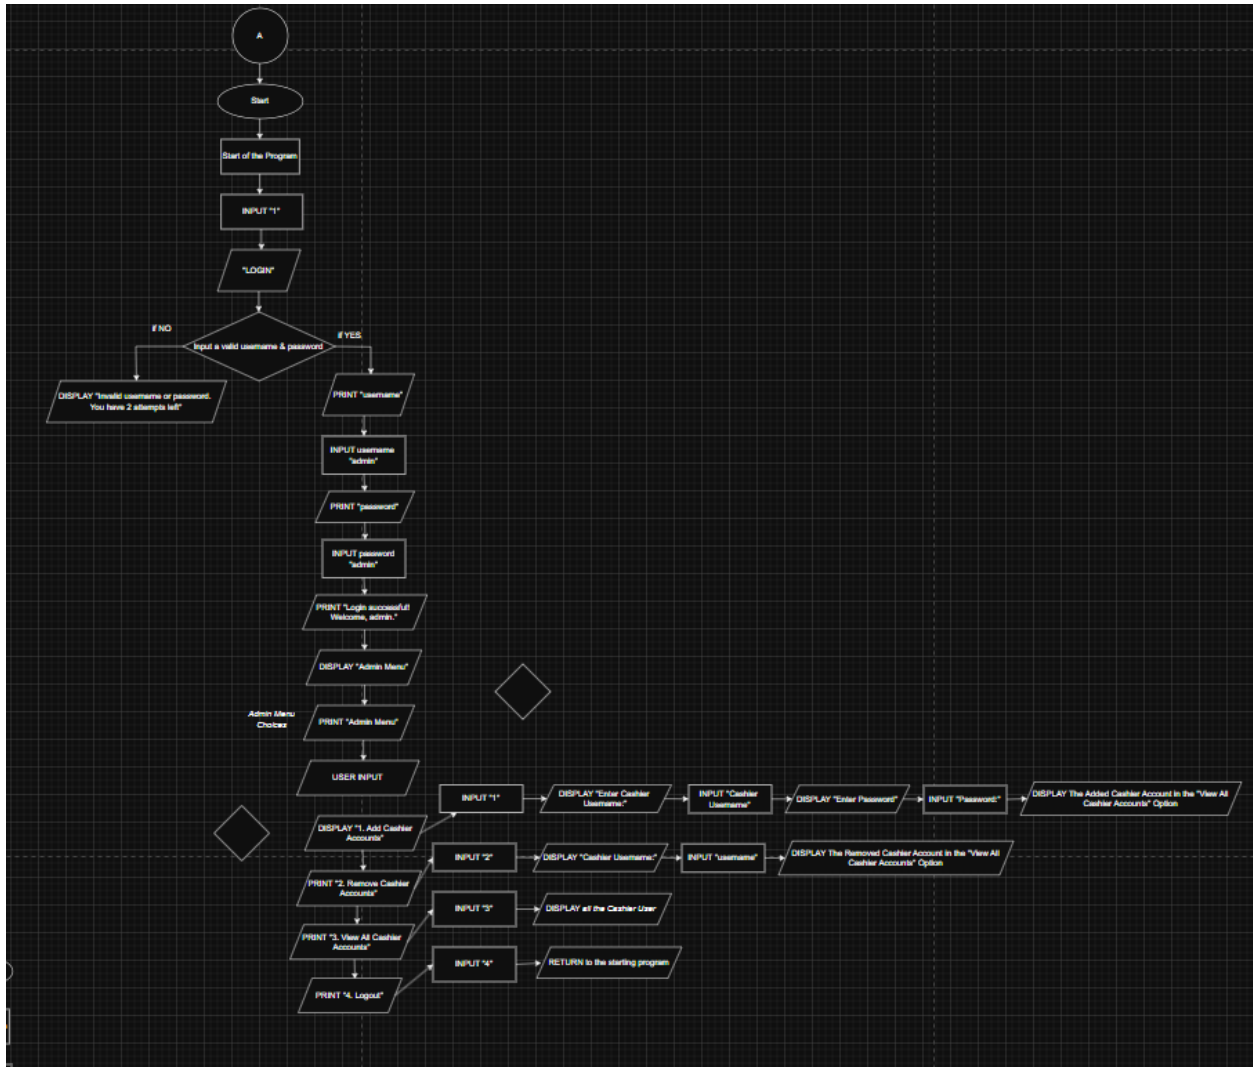 A
Start
Start of the Program
INPUT "1"
"LOGIN"
if NO
if YES
Input a valid username & password
DISPLAY "Invalid username or password.
You have 2 attempts left"
PRINT "username"
INPUT username
"admin"
PRINT "password"
INPUT password
"admin"
PRINT "Login successful!
Welcome, admin."
DISPLAY "Admin Menu"
Admin Menu
Choices
PRINT "Admin Menu"
USER INPUT
DISPLAY "1. Add Cashier
Accounts"
INPUT "1"
DISPLAY "Enter Cashier
Username:"
INPUT "Cashier
Username"
DISPLAY "Enter Password"
INPUT "Password:"
DISPLAY The Added Cashier Account in the "View All
Cashier Accounts" Option
PRINT "2. Remove Cashier
Accounts"
INPUT "2"
DISPLAY "Cashier Username:"
INPUT "username"
DISPLAY The Removed Cashier Account in the "View All
Cashier Accounts" Option
PRINT "3. View All Cashier
Accounts"
INPUT "3"
DISPLAY all the Cashier User
PRINT "4. Logout"
INPUT "4"
RETURN to the starting program